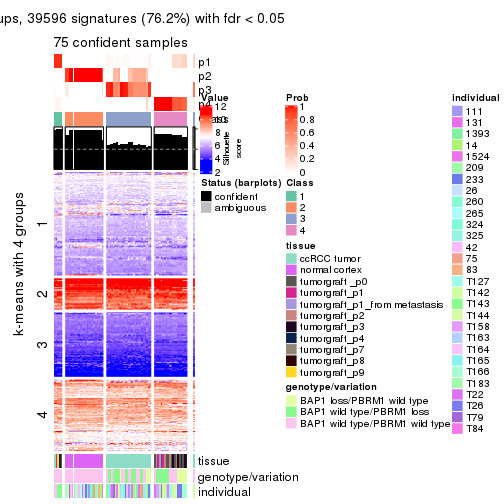 ups, 39596 signatures (76.2%) with fdr < 0.05
75 confident samples
p1
p2
p3
p4
Silhouette
score
k-means with 4 groups
1
2
3
4
tissue
genotype/variation
individual
Value
12
10
8
6
4
2
Status (barplots)
confident
ambiguous
Prob
1
0.8
0.6
0.4
0.2
0
Class
1
2
3
4
tissue
ccRCC tumor
normal cortex
tumorgraft _p0
tumorgraft_p1
tumorgraft_p1_from metastasis
tumorgraft_p2
tumorgraft_p3
tumorgraft_p4
tumorgraft_p7
tumorgraft_p8
tumorgraft_p9
genotype/variation
BAP1 loss/PBRM1 wild type
BAP1 wild type/PBRM1 loss
BAP1 wild type/PBRM1 wild type
Individual
111
131
1393
14
1524
209
233
26
260
265
324
325
42
75
83
T127
T142
T143
T144
T158
T163
T164
T165
T166
T183
T22
T26
T79
T84